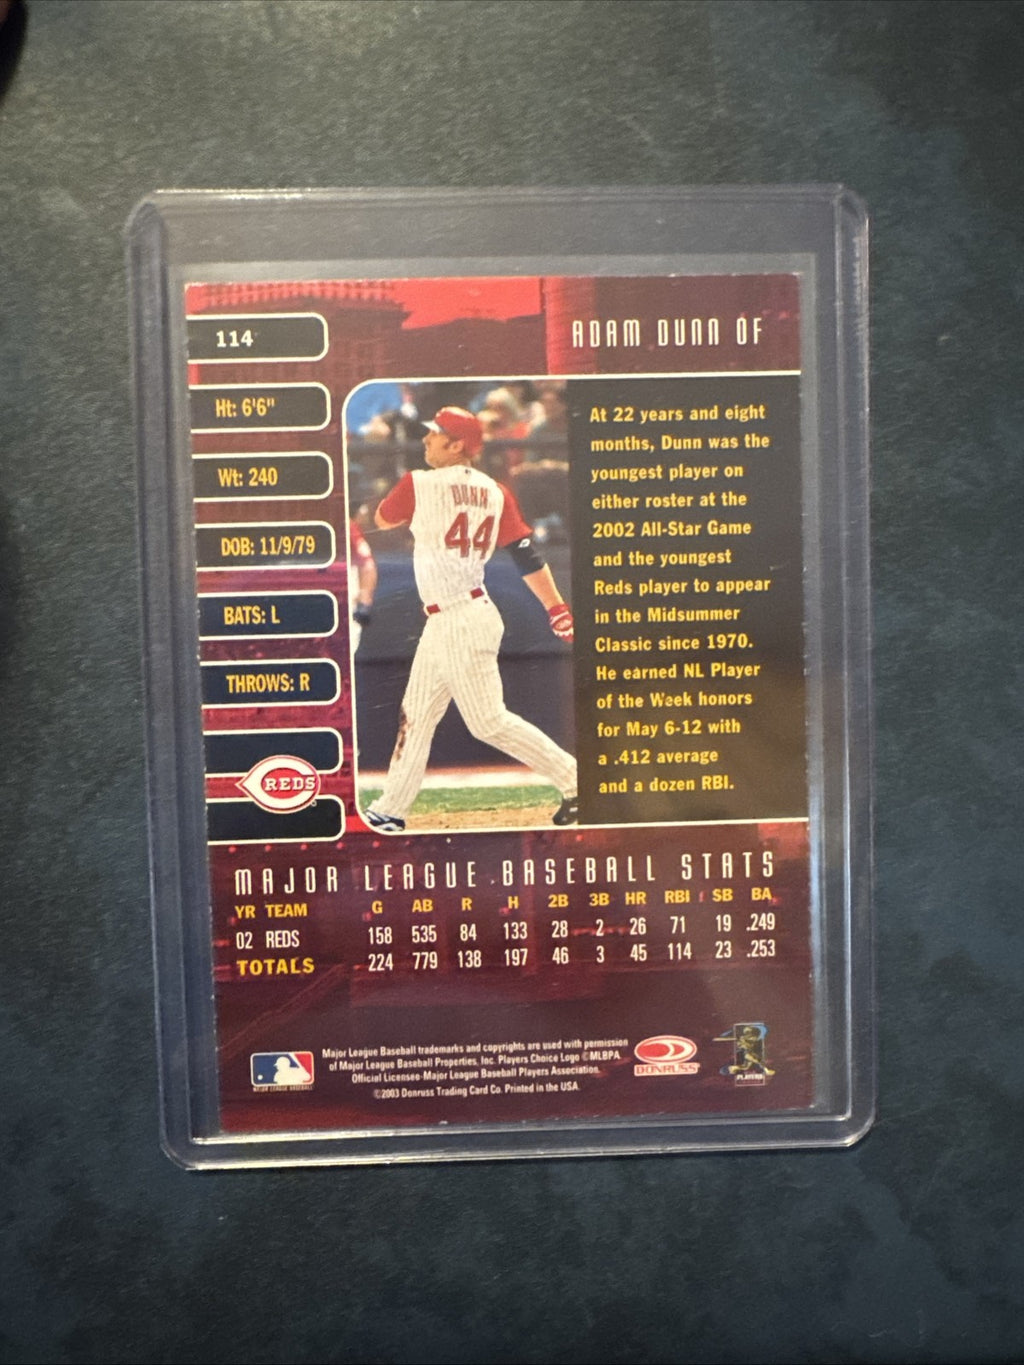 114
ADAM DUNN OF
Ht: 6'6"
Wt: 240
DOB: 11/9/79
BATS: L
THROWS: R
REDS
DUNN
44
At 22 years and eight
months, Dunn was the
youngest player on
either roster at the
2002 All-Star Game
and the youngest
Reds player to appear
in the Midsummer
Classic since 1970.
He earned NL Player
of the Week honors
for May 6-12 with
a .412 average
and a dozen RBI.
MAJOR LEAGUE BASEBALL STATS
YR TEAM G AB R H 2B 3B HR RBI SB BA
02 REDS 158 535 84 133 28 2 26 71 19 .249
TOTALS 224 779 138 197 46 3 45 114 23 .253
Major League Baseball trademarks and copyrights are used with permission
of Major League Baseball Properties, Inc. Players Choice Logo ©MLBPA
Official Licensee-Major League Baseball Players Association.
©2003 Donruss Trading Card Co. Printed in the USA.
MAJOR LEAGUE BASEBALL
DONRUSS
PLAYERS